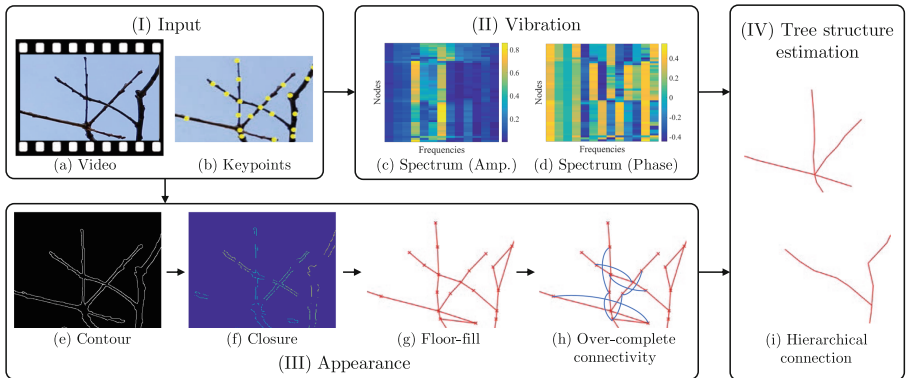 (I) Input
(a) Video
(b) Keypoints
(II) Vibration
Nodes
Frequencies
0.8
0.6
0.4
0.2
(c) Spectrum (Amp.)
Nodes
Frequencies
0.4
0.2
0
-0.2
-0.4
(d) Spectrum (Phase)
(III) Appearance
(e) Contour
(f) Closure
(g) Floor-fill
(h) Over-complete
connectivity
(IV) Tree structure
estimation
(i) Hierarchical
connection